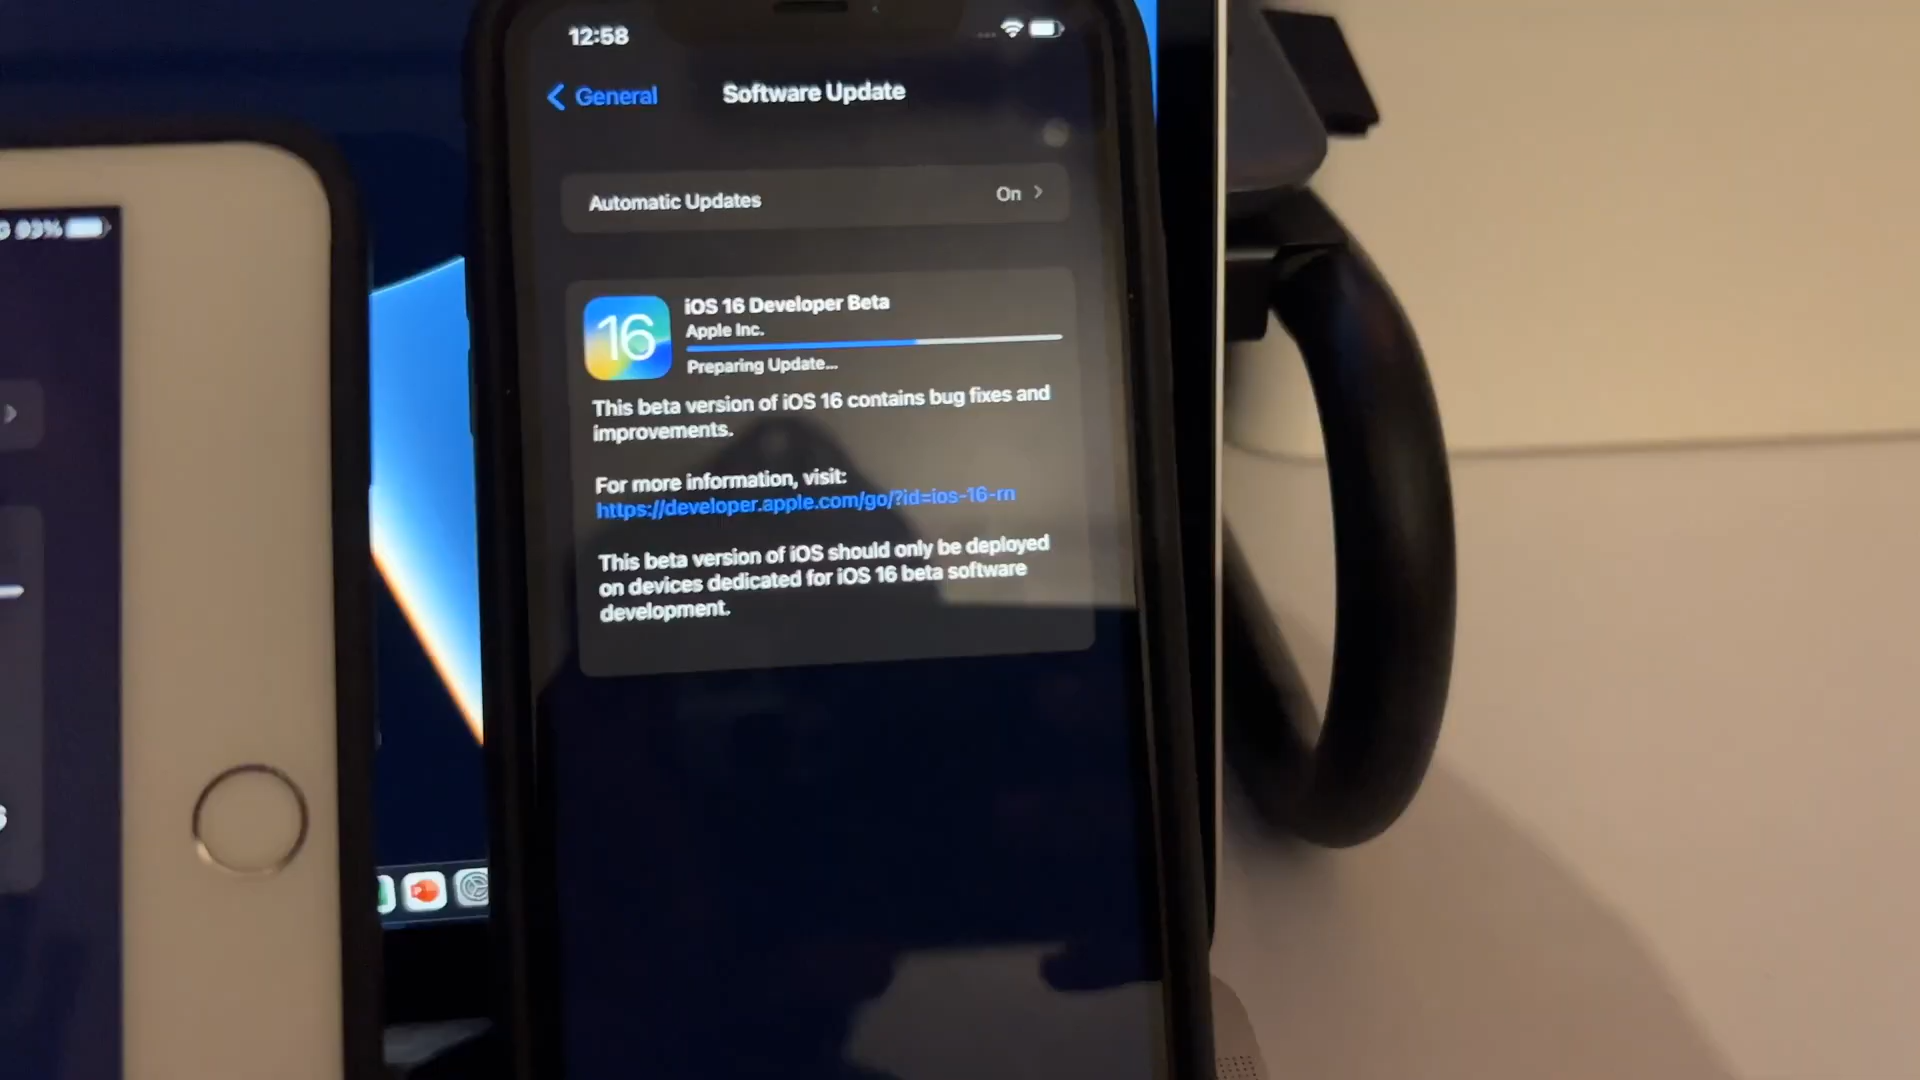 12:58
General
Software Update
93%
Automatic Updates
On
iOS 16 Developer Beta
Apple Inc.
16
Preparing Update...
This beta version of iOS 16 contains bug fixes and
improvements.
For more information, visit:
https://developer.apple.com/go/?id=ios-16-rn
This beta version of iOS should only be deployed
on devices dedicated for iOS 16 beta software
development.